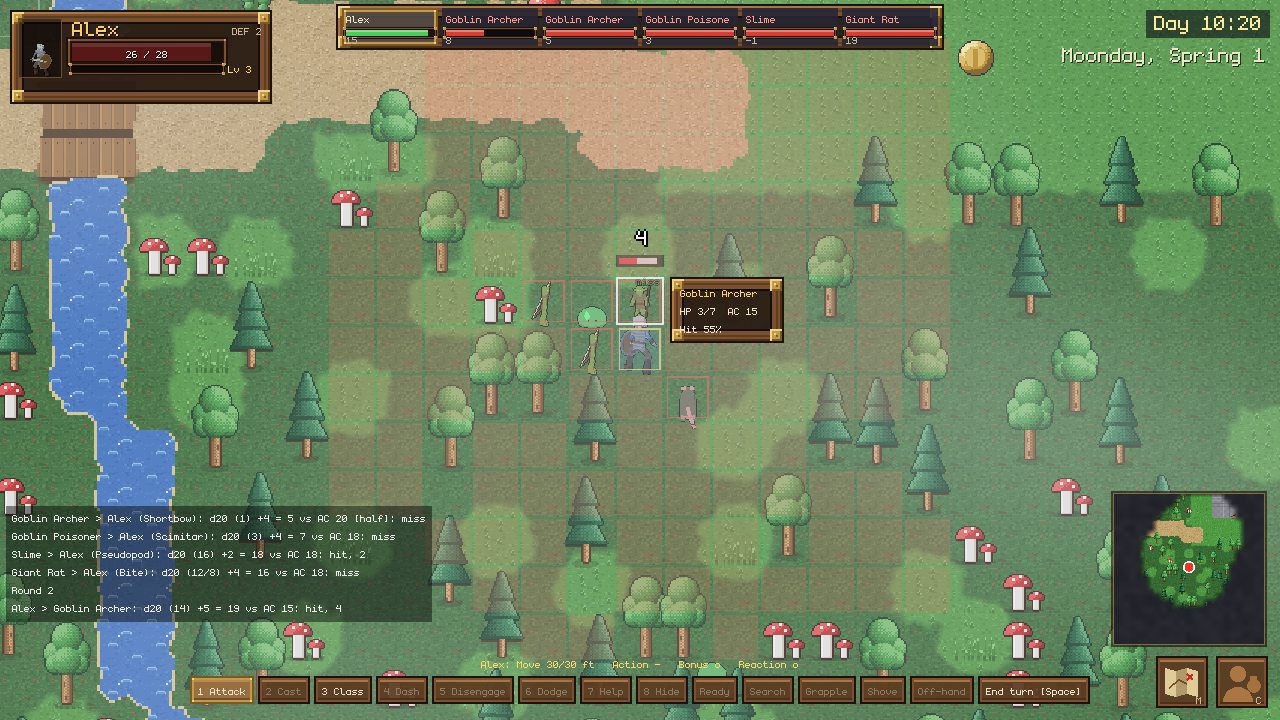 Alex
DEF 2
26 / 28
Lv 3
Alex
15
Goblin Archer
8
Goblin Archer
5
Goblin Poisone
3
Slime
-1
Giant Rat
19
Day 10:20
Moonday, Spring 1
4
Goblin Archer
HP 3/7 AC 15
Hit 55%
Goblin Archer > Alex (Shortbow): d20 (1) +4 = 5 vs AC 20 [half]: miss
Goblin Poisoner > Alex (Scimitar): d20 (3) +4 = 7 vs AC 18: miss
Slime > Alex (Pseudopod): d20 (16) +2 = 18 vs AC 18: hit, 2
Giant Rat > Alex (Bite): d20 (12/8) +4 = 16 vs AC 18: miss
Round 2
Alex > Goblin Archer: d20 (14) +5 = 19 vs AC 15: hit, 4
Alex: Move 30/30 ft Action – Bonus o Reaction o
1 Attack
2 Cast
3 Class
4 Dash
5 Disengage
6 Dodge
7 Help
8 Hide
Ready
Search
Grapple
Shove
Off-hand
End turn [Space]
M
C